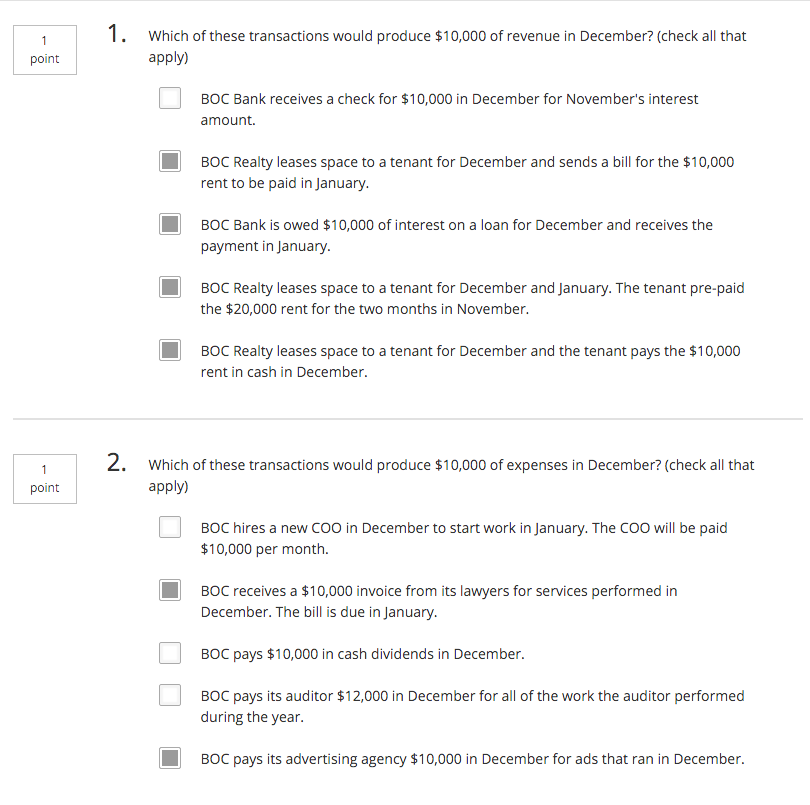 1
point
1. Which of these transactions would produce $10,000 of revenue in December? (check all that
apply)
BOC Bank receives a check for $10,000 in December for November's interest
amount.
BOC Realty leases space to a tenant for December and sends a bill for the $10,000
rent to be paid in January.
BOC Bank is owed $10,000 of interest on a loan for December and receives the
payment in January.
BOC Realty leases space to a tenant for December and January. The tenant pre-paid
the $20,000 rent for the two months in November.
BOC Realty leases space to a tenant for December and the tenant pays the $10,000
rent in cash in December.
1
point
2. Which of these transactions would produce $10,000 of expenses in December? (check all that
apply)
BOC hires a new COO in December to start work in January. The COO will be paid
$10,000 per month.
BOC receives a $10,000 invoice from its lawyers for services performed in
December. The bill is due in January.
BOC pays $10,000 in cash dividends in December.
BOC pays its auditor $12,000 in December for all of the work the auditor performed
during the year.
BOC pays its advertising agency $10,000 in December for ads that ran in December.